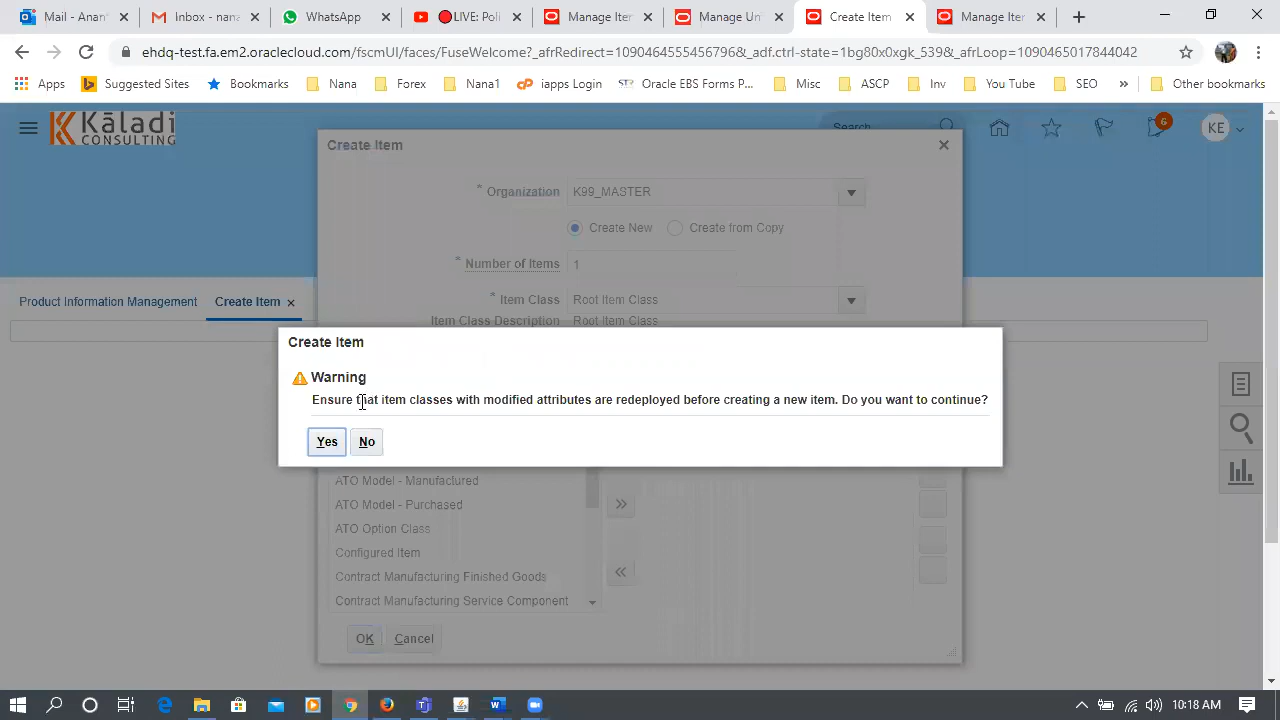 Mail - Anan
Inbox - nana
WhatsApp
LIVE: Poli
Manage Iter
Manage Un
Create Item
Manage Iter
ehdq-test.fa.em2.oraclecloud.com/fscmUI/faces/FuseWelcome?_afrRedirect=10904645554567​96&_adf.ctrl-state=1bg80x0xgk_539&_afrLoop=1090465017844042
Apps
Suggested Sites
Nana
Forex
Nana1
iapps Login
Oracle EBS Forms P...
Misc
ASCP
Inv
You Tube
SEO
»
Other bookmarks
Kaladi
CONSULTING
Search
6
KE
Create Item
* Organization K99_MASTER
Create New Create from Copy
* Number of Items 1
Product Information Management
Create Item
* Item Class Root Item Class
Item Class Description Root Item Class
Create Item
Warning
Ensure that item classes with modified attributes are redeployed before creating a new item. Do you want to continue?
Yes No
ATO Model - Manufactured
ATO Model - Purchased
ATO Option Class
Configured Item
Contract Manufacturing Finished Goods
Contract Manufacturing Service Component
OK Cancel
10:18 AM